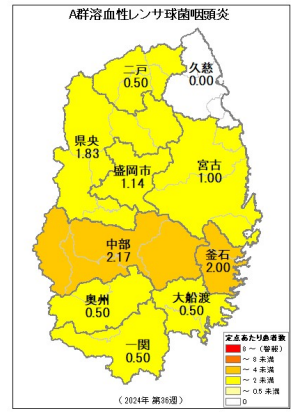 A群溶血性レンサ球菌咽頭炎
二戸
0.50
久慈
0.00
県央
1.83
盛岡市
1.14
宮古
1.00
中部
2.17
釜石
2.00
奥州
0.50
大船渡
0.50
一関
0.50
定点あたり患者数
8～（警報）
～8未満
～4未満
～2未満
～0.5未満
0
（2024年 第36週）